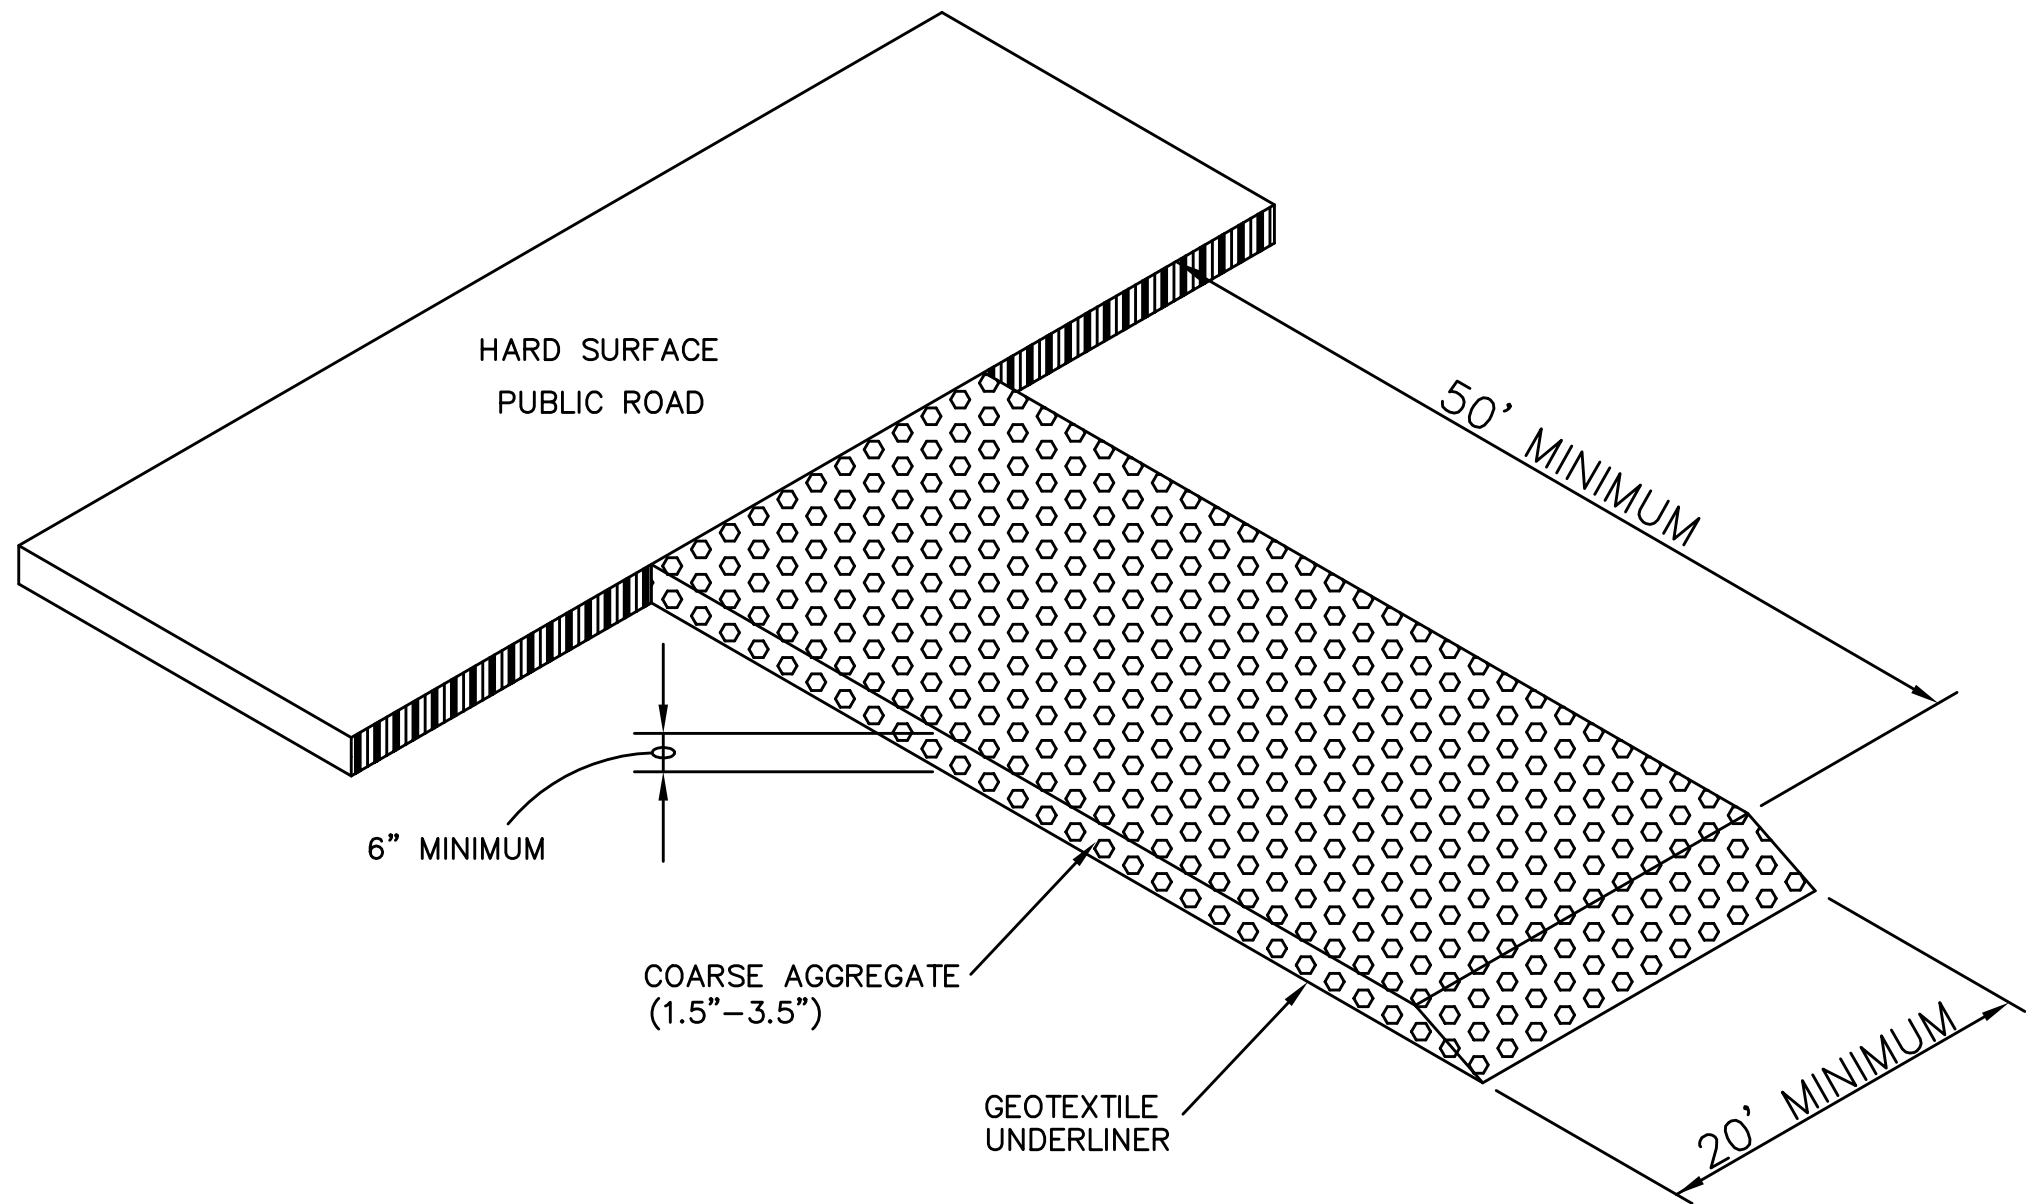 HARD SURFACE
PUBLIC ROAD
50' MINIMUM
6" MINIMUM
COARSE AGGREGATE
(1.5"-3.5")
GEOTEXTILE
UNDERLINER
20' MINIMUM